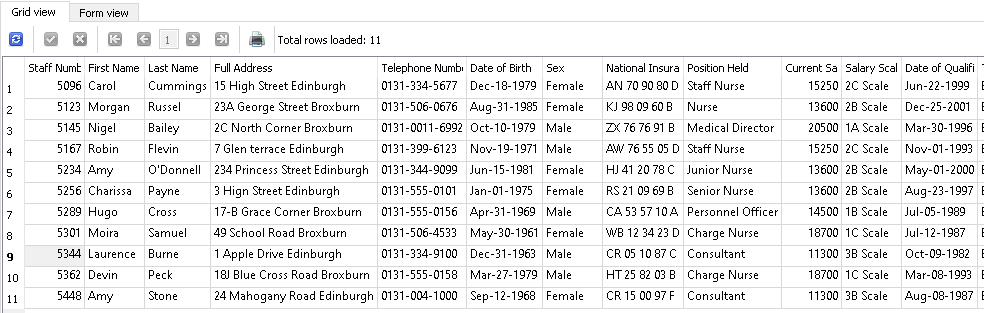 Grid view Form view
1 Total rows loaded: 11
Staff Numb First Name Last Name Full Address Telephone Numbe Date of Birth Sex National Insura Position Held Current Sa Salary Scal Date of Qualifi
1 5096 Carol Cummings 15 High Street Edinburgh 0131-334-5677 Dec-18-1979 Female AN 70 90 80 D Staff Nurse 15250 2C Scale Jun-22-1999
2 5123 Morgan Russel 23A George Street Broxburn 0131-506-0676 Aug-31-1985 Female KJ 98 09 60 B Nurse 13600 2B Scale Dec-25-2001
3 5145 Nigel Bailey 2C North Corner Broxburn 0131-0011-6992 Oct-10-1979 Male ZX 76 76 91 B Medical Director 20500 1A Scale Mar-30-1996
4 5167 Robin Flevin 7 Glen terrace Edinburgh 0131-399-6123 Nov-19-1971 Male AW 76 55 05 D Staff Nurse 15250 2C Scale Nov-01-1993
5 5234 Amy O'Donnell 234 Princess Street Edinburgh 0131-344-9099 Jun-15-1981 Female HJ 41 20 78 C Junior Nurse 13600 2B Scale May-01-2000
6 5256 Charissa Payne 3 Hign Street Edinburgh 0131-555-0101 Jan-01-1975 Female RS 21 09 69 B Senior Nurse 13600 2B Scale Aug-23-1997
7 5289 Hugo Cross 17-B Grace Corner Broxburn 0131-555-0156 Apr-31-1969 Male CA 53 57 10 A Personnel Officer 14500 1B Scale Jul-05-1989
8 5301 Moira Samuel 49 School Road Broxburn 0131-506-4533 May-30-1961 Female WB 12 34 23 D Charge Nurse 18700 1C Scale Jul-12-1987
9 5344 Laurence Burne 1 Apple Drive Edinburgh 0131-334-9100 Dec-31-1963 Male CR 05 10 87 C Consultant 11300 3B Scale Oct-09-1982
10 5362 Devin Peck 18J Blue Cross Road Broxburn 0131-555-0158 Mar-27-1979 Male HT 25 82 03 B Charge Nurse 18700 1C Scale Mar-08-1993
11 5448 Amy Stone 24 Mahogany Road Edinburgh 0131-004-1000 Sep-12-1968 Female CR 15 00 97 F Consultant 11300 3B Scale Aug-08-1987